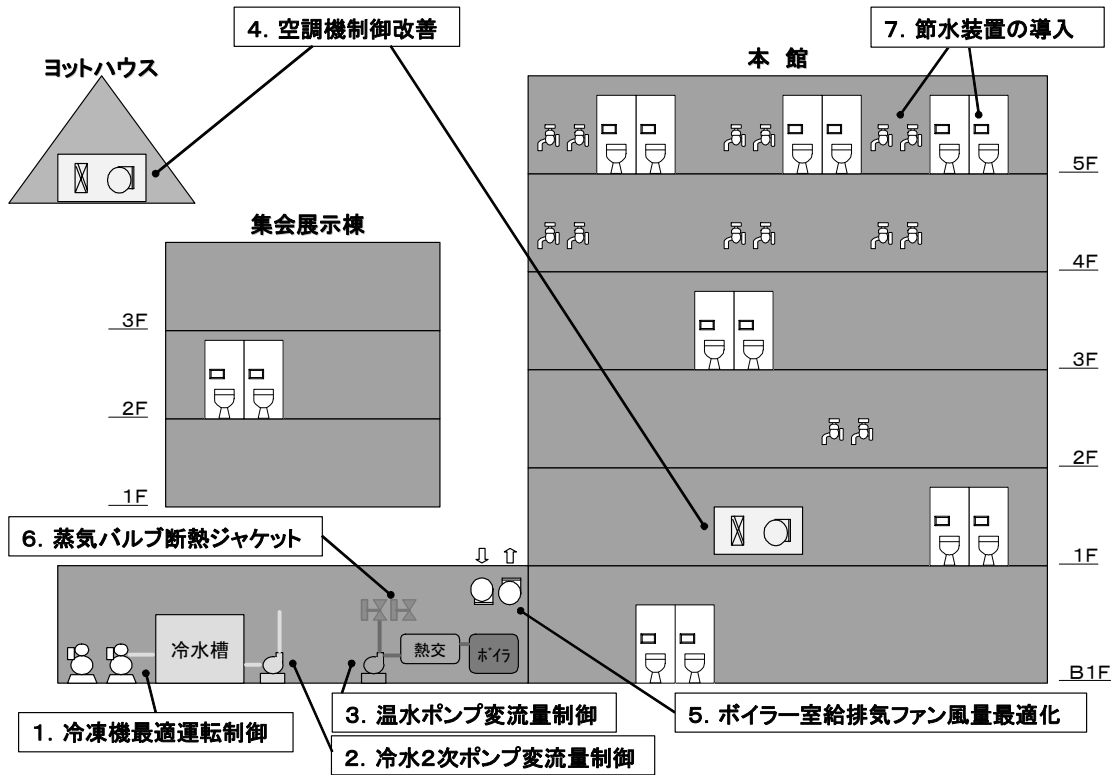 4．空調機制御改善
7．節水装置の導入
ヨットハウス
本 館
5F
集会展示棟
4F
3F
3F
2F
2F
1F
6．蒸気バルブ断熱ジャケット
⇩ ⇧
1F
冷水槽
熱交
ﾎﾞｲﾗ
B1F
3．温水ポンプ変流量制御
5．ボイラー室給排気ファン風量最適化
1．冷凍機最適運転制御
2．冷水2次ポンプ変流量制御